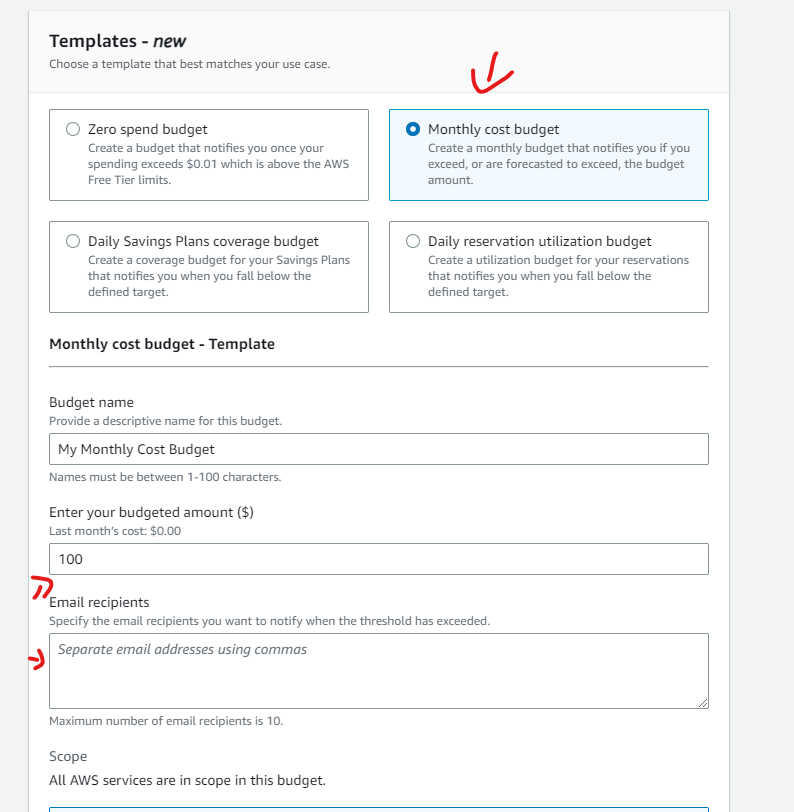 Templates - new
Choose a template that best matches your use case.
Zero spend budget
Create a budget that notifies you once your
spending exceeds $0.01 which is above the AWS
Free Tier limits.
Monthly cost budget
Create a monthly budget that notifies you if you
exceed, or are forecasted to exceed, the budget
amount.
Daily Savings Plans coverage budget
Create a coverage budget for your Savings Plans
that notifies you when you fall below the
defined target.
Daily reservation utilization budget
Create a utilization budget for your reservations
that notifies you when you fall below the
defined target.
Monthly cost budget - Template
Budget name
Provide a descriptive name for this budget.
My Monthly Cost Budget
Names must be between 1-100 characters.
Enter your budgeted amount ($)
Last month's cost: $0.00
100
Email recipients
Specify the email recipients you want to notify when the threshold has exceeded.
Separate email addresses using commas
Maximum number of email recipients is 10.
Scope
All AWS services are in scope in this budget.